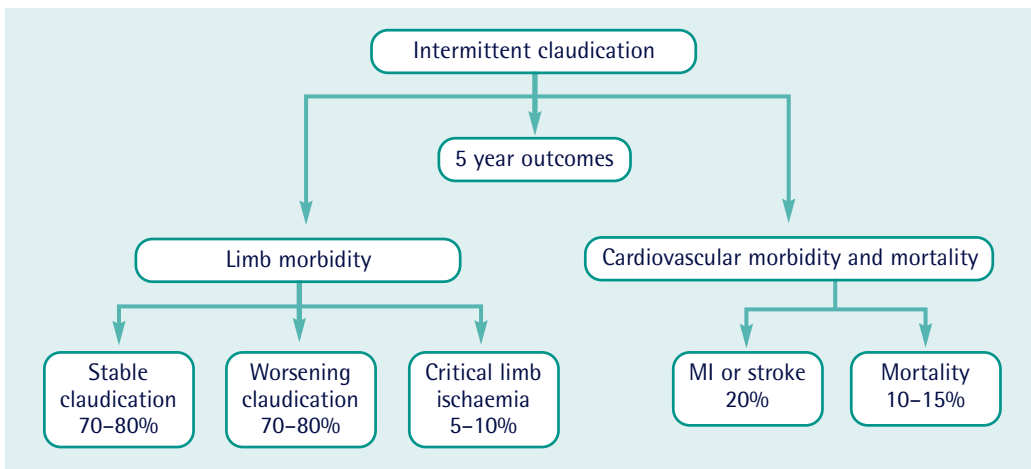 Intermittent claudication
5 year outcomes
Limb morbidity
Cardiovascular morbidity and mortality
Stable
claudication
70–80%
Worsening
claudication
70–80%
Critical limb
ischaemia
5–10%
MI or stroke
20%
Mortality
10–15%